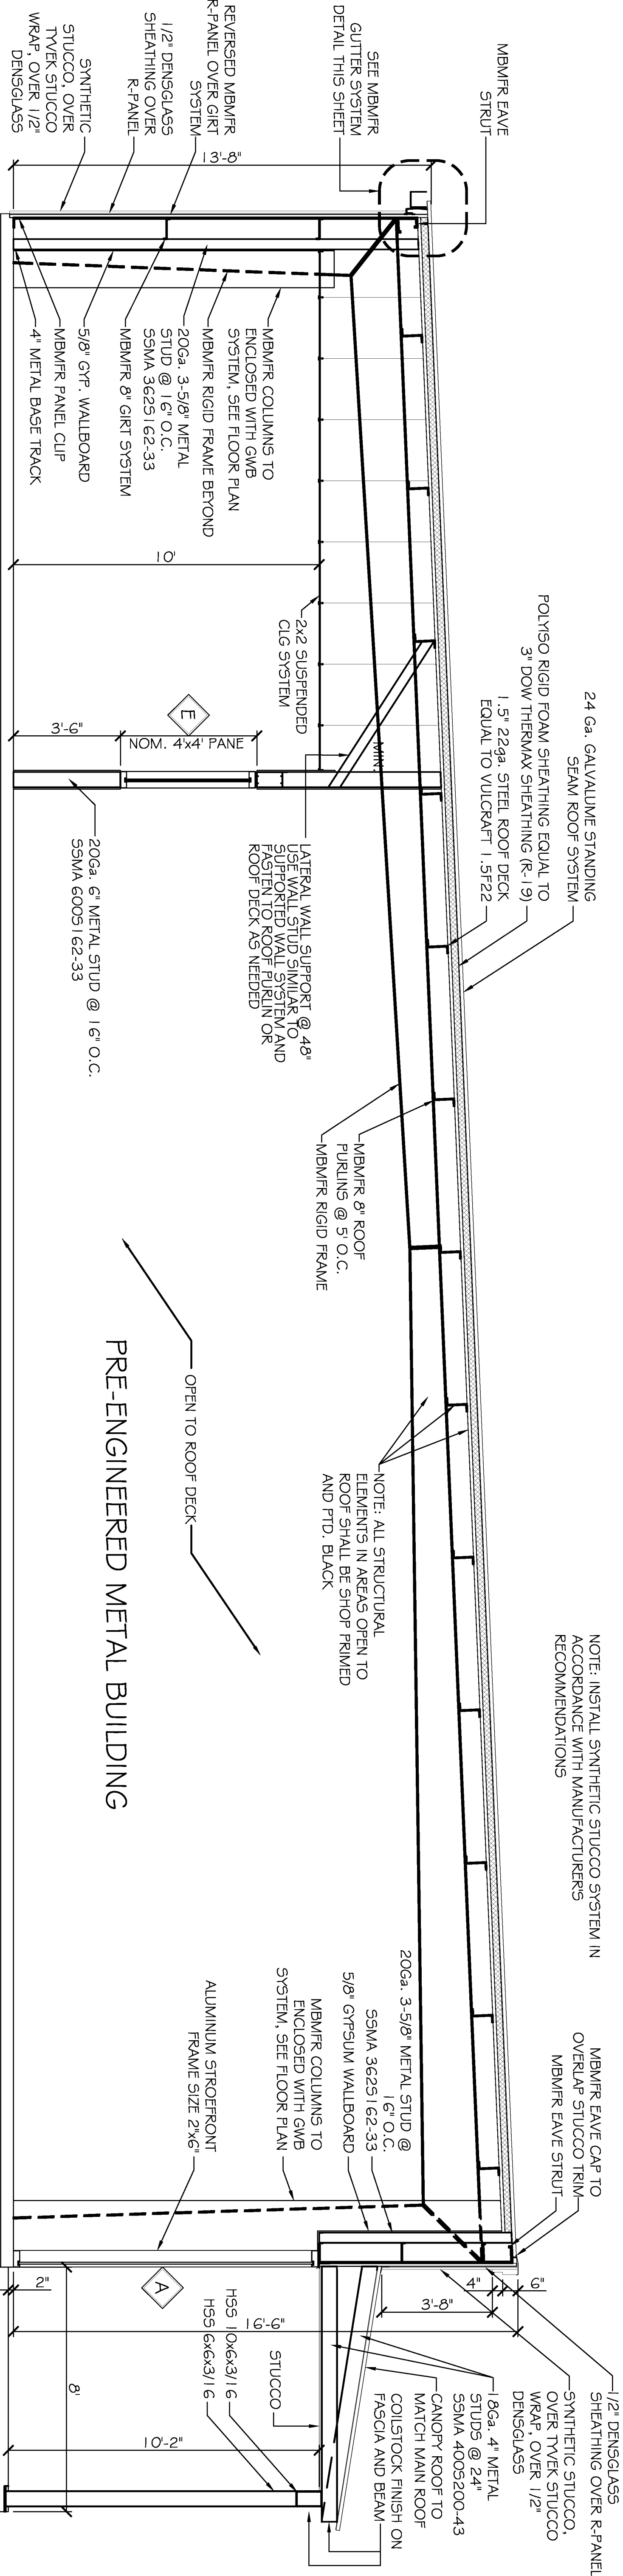 MBMFR EAVE
STRUT
SEE MBMFR
GUTTER SYSTEM
DETAIL THIS SHEET
13'-8"
REVERSED MBMFR
R-PANEL OVER GIRT
SYSTEM
1/2" DENSGLASS
SHEATHING OVER
R-PANEL
SYNTHETIC
STUCCO, OVER
TYVEK STUCCO
WRAP, OVER 1/2"
DENSGLASS
MBMFR COLUMNS TO
ENCLOSED WITH GWB
SYSTEM, SEE FLOOR PLAN
MBMFR RIGID FRAME BEYOND
20Ga. 3-5/8" METAL
STUD @ 16" O.C.
SSMA 362S162-33
MBMFR 8" GIRT SYSTEM
5/8" GYP. WALLBOARD
MBMFR PANEL CLIP
4" METAL BASE TRACK
10'
2x2 SUSPENDED
CLG SYSTEM
3'-6"
E
NOM. 4'x4' PANE
MIN.
24 Ga. GALVALUME STANDING
SEAM ROOF SYSTEM
POLYISO RIGID FOAM SHEATHING EQUAL TO
3" DOW THERMAX SHEATHING (R-19)
1.5" 22ga. STEEL ROOF DECK
EQUAL TO VULCRAFT 1.5F22
LATERAL WALL SUPPORT @ 48"
USE WALL STUD SIMILAR TO
SUPPORTED WALL SYSTEM AND
FASTEN TO ROOF PURLIN OR
ROOF DECK AS NEEDED
20Ga. 6" METAL STUD @ 16" O.C.
SSMA 600S162-33
MBMFR 8" ROOF
PURLINS @ 5' O.C.
MBMFR RIGID FRAME
OPEN TO ROOF DECK
PRE-ENGINEERED METAL BUILDING
NOTE: ALL STRUCTURAL
ELEMENTS IN AREAS OPEN TO
ROOF SHALL BE SHOP PRIMED
AND PTD. BLACK
NOTE: INSTALL SYNTHETIC STUCCO SYSTEM IN
ACCORDANCE WITH MANUFACTURER'S
RECOMMENDATIONS
MBMFR EAVE CAP TO
OVERLAP STUCCO TRIM
MBMFR EAVE STRUT
20Ga. 3-5/8" METAL STUD @
16" O.C.
SSMA 362S162-33
5/8" GYPSUM WALLBOARD
MBMFR COLUMNS TO
ENCLOSED WITH GWB
SYSTEM, SEE FLOOR PLAN
ALUMINUM STROEFRONT
FRAME SIZE 2"x6"
6"
4"
3'-8"
16'-6"
2"
A
8'
10'-2"
1/2" DENSGLASS
SHEATHING OVER R-PANEL
SYNTHETIC STUCCO,
OVER TYVEK STUCCO
WRAP, OVER 1/2"
DENSGLASS
18Ga. 4" METAL
STUDS @ 24"
SSMA 400S200-43
CANOPY ROOF TO
MATCH MAIN ROOF
COILSTOCK FINISH ON
FASCIA AND BEAM
STUCCO
HSS 10x6x3/16
HSS 6x6x3/16